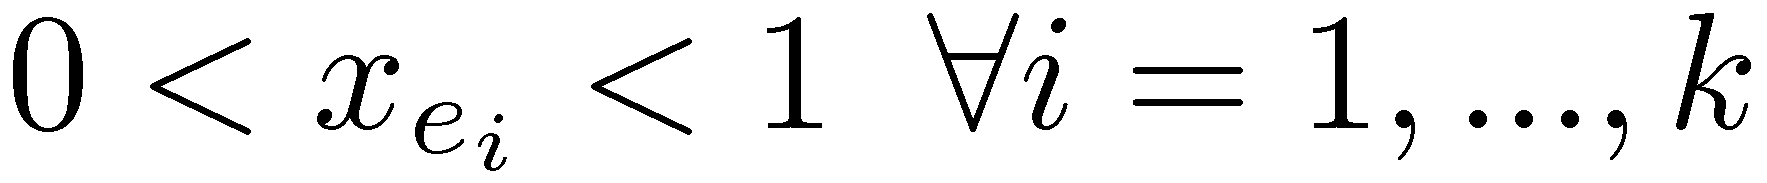 0 < x_{e_i} < 1 ∀i = 1, ..., k